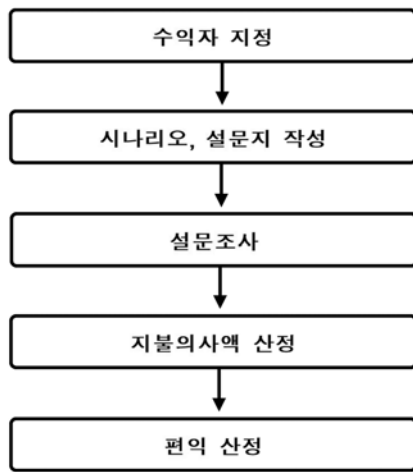 수익자 지정
시나리오, 설문지 작성
설문조사
지불의사액 산정
편익 산정